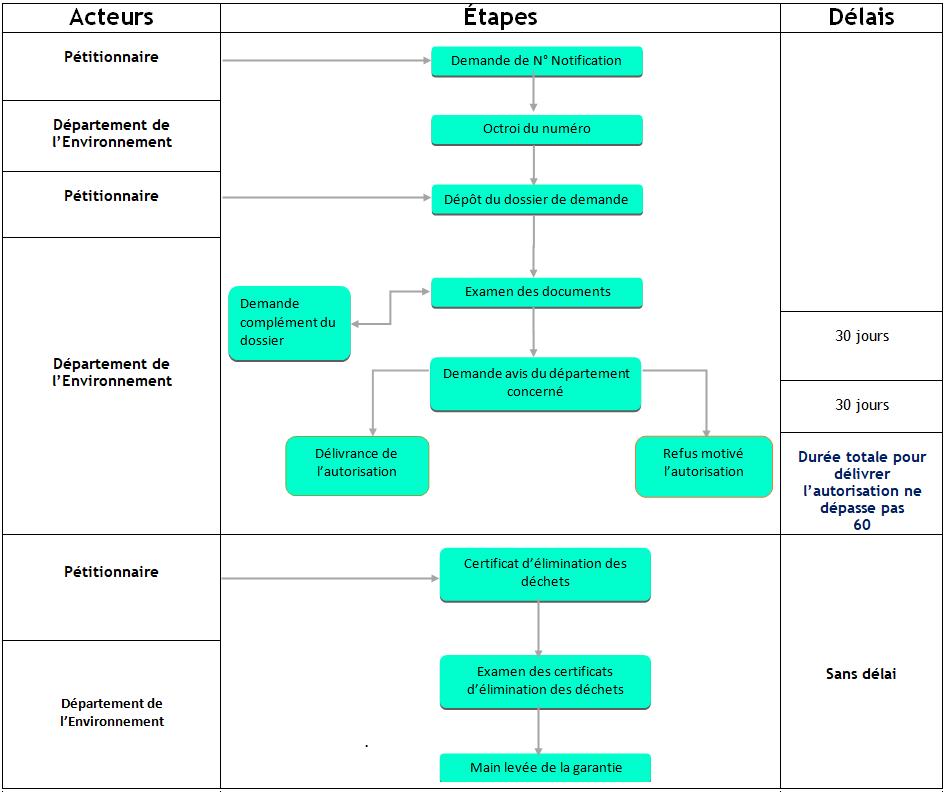 Acteurs
Étapes
Délais
Pétitionnaire
Demande de N° Notification
Département de
l’Environnement
Octroi du numéro
Pétitionnaire
Dépôt du dossier de demande
Département de
l’Environnement
Examen des documents
Demande
complément du
dossier
30 jours
Demande avis du département
concerné
30 jours
Délivrance de
l’autorisation
Refus motivé
l’autorisation
Durée totale pour
délivrer
l’autorisation ne
dépasse pas
60
Pétitionnaire
Certificat d’élimination des
déchets
Département de
l’Environnement
Examen des certificats
d’élimination des déchets
Sans délai
.
Main levée de la garantie